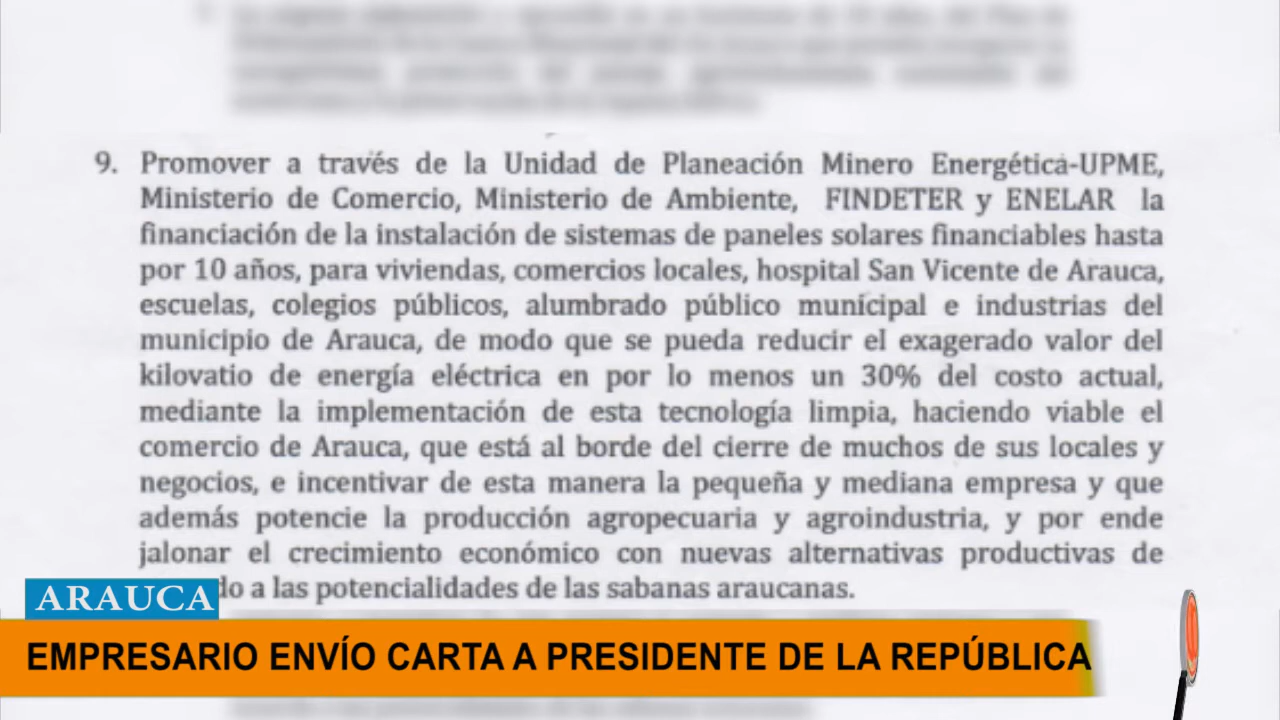 9. Promover a través de la Unidad de Planeación Minero Energética-UPME,
Ministerio de Comercio, Ministerio de Ambiente, FINDETER y ENELAR la
financiación de la instalación de sistemas de paneles solares financiables hasta
por 10 años, para viviendas, comercios locales, hospital San Vicente de Arauca,
escuelas, colegios públicos, alumbrado público municipal e industrias del
municipio de Arauca, de modo que se pueda reducir el exagerado valor del
kilovatio de energía eléctrica en por lo menos un 30% del costo actual,
mediante la implementación de esta tecnología limpia, haciendo viable el
comercio de Arauca, que está al borde del cierre de muchos de sus locales y
negocios, e incentivar de esta manera la pequeña y mediana empresa y que
además potencie la producción agropecuaria y agroindustria, y por ende
jalonar el crecimiento económico con nuevas alternativas productivas de
a las potencialidades de las sabanas araucanas.
ARAUCA
EMPRESARIO ENVÍO CARTA A PRESIDENTE DE LA REPÚBLICA